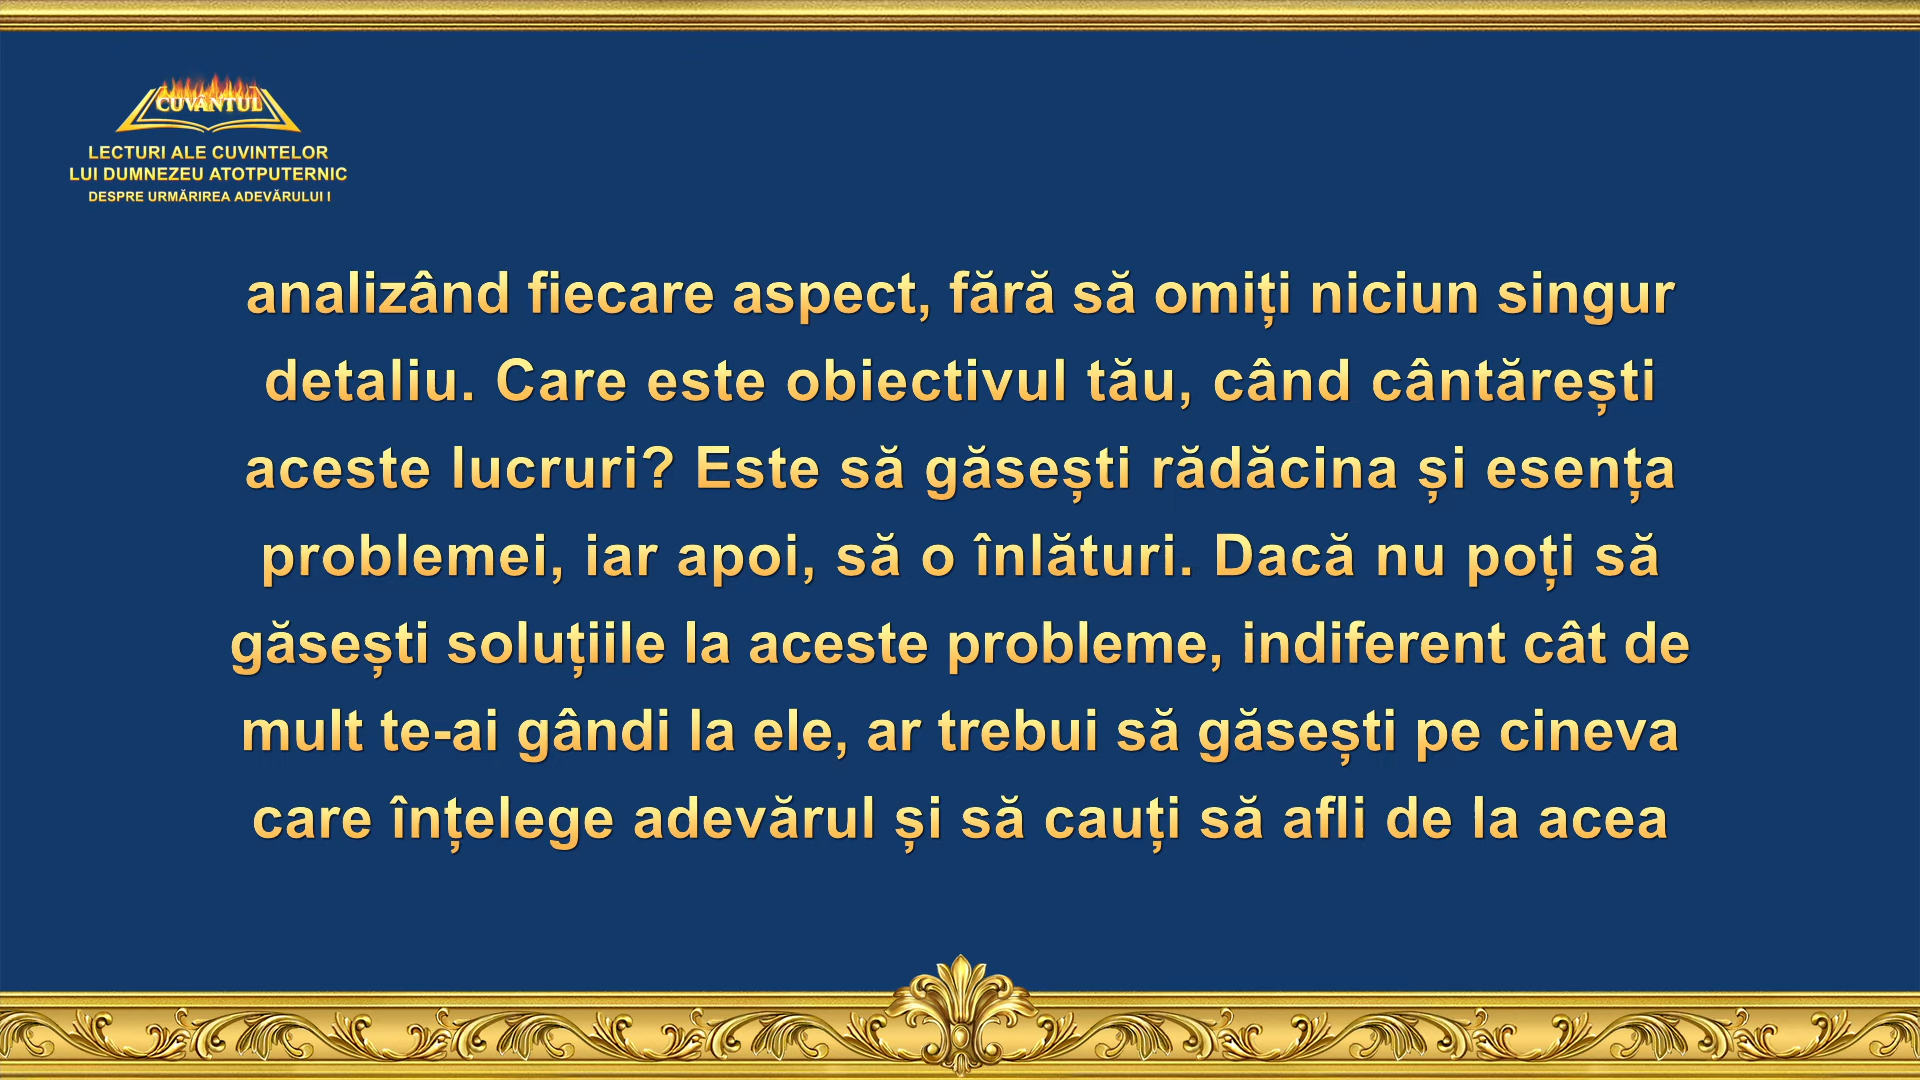 CUVÂNTUL
LECTURI ALE CUVINTELOR
LUI DUMNEZEU ATOTPUTERNIC
DESPRE URMĂRIREA ADEVĂRULUI I
analizând fiecare aspect, fără să omiți niciun singur
detaliu. Care este obiectivul tău, când cântărești
aceste lucruri? Este să găsești rădăcina și esența
problemei, iar apoi, să o înlături. Dacă nu poți să
găsești soluțiile la aceste probleme, indiferent cât de
mult te-ai gândi la ele, ar trebui să găsești pe cineva
care înțelege adevărul și să cauți să afli de la acea